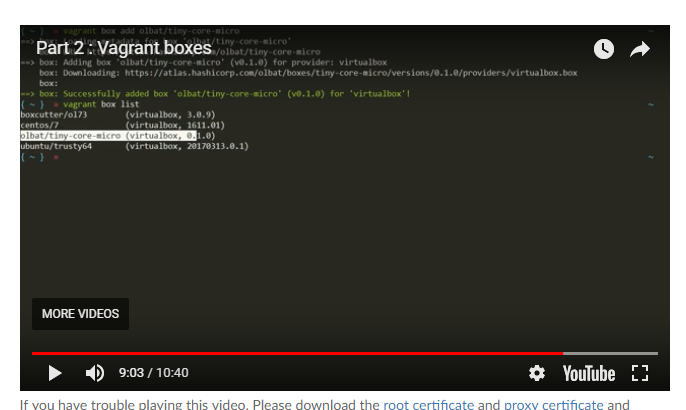 { ~ }  » vagrant box add olbat/tiny-core-micro
==> box: Loading metadata for box 'olbat/tiny-core-micro'
Part 2 : Vagrant boxes
/olbat/tiny-core-micro
==> box: Adding box 'olbat/tiny-core-micro' (v0.1.0) for provider: virtualbox
box: Downloading: https://atlas.hashicorp.com/olbat/boxes/tiny-core-micro/versions/0.1.0/providers/virtualbox.box
box:
==> box: Successfully added box 'olbat/tiny-core-micro' (v0.1.0) for 'virtualbox'!
{ ~ }  » vagrant box list ~
boxcutter/ol73 (virtualbox, 3.0.9)
centos/7 (virtualbox, 1611.01)
olbat/tiny-core-micro (virtualbox, 0.1.0)
ubuntu/trusty64 (virtualbox, 20170313.0.1)
{ ~ }  » ~
MORE VIDEOS
9:03 / 10:40
YouTube
If you have trouble playing this video. Please download the root certificate and proxy certificate and